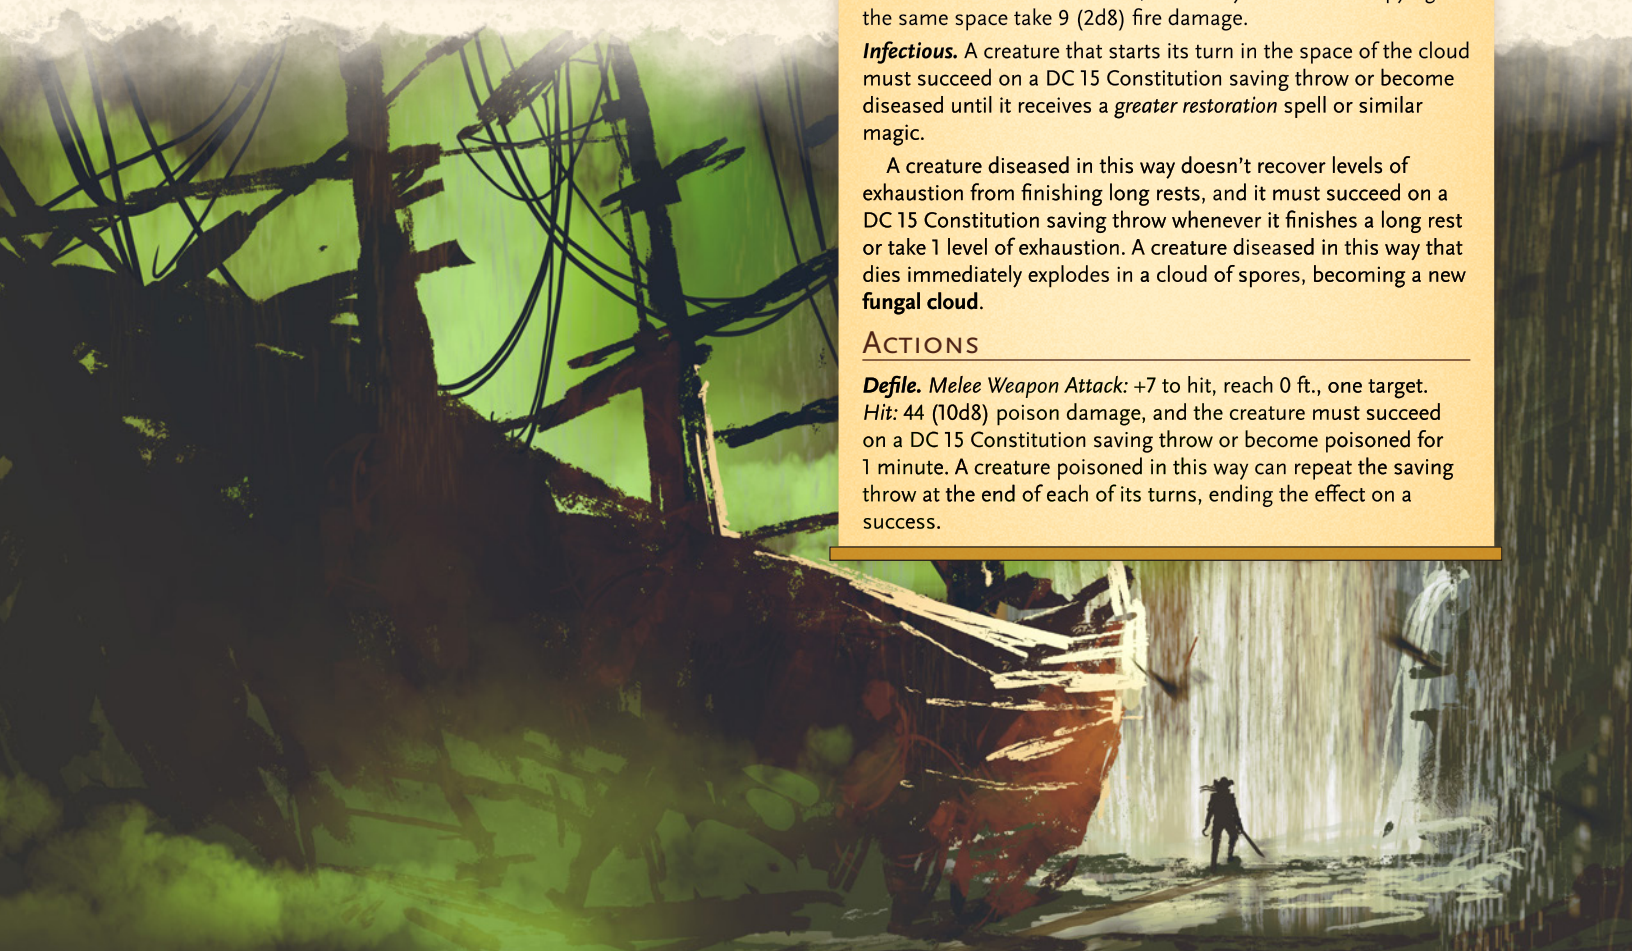 the same space take 9 (2d8) fire damage.
Infectious. A creature that starts its turn in the space of the cloud
must succeed on a DC 15 Constitution saving throw or become
diseased until it receives a greater restoration spell or similar
magic.
A creature diseased in this way doesn’t recover levels of
exhaustion from finishing long rests, and it must succeed on a
DC 15 Constitution saving throw whenever it finishes a long rest
or take 1 level of exhaustion. A creature diseased in this way that
dies immediately explodes in a cloud of spores, becoming a new
fungal cloud.
Actions
Defile. Melee Weapon Attack: +7 to hit, reach 0 ft., one target.
Hit: 44 (10d8) poison damage, and the creature must succeed
on a DC 15 Constitution saving throw or become poisoned for
1 minute. A creature poisoned in this way can repeat the saving
throw at the end of each of its turns, ending the effect on a
success.